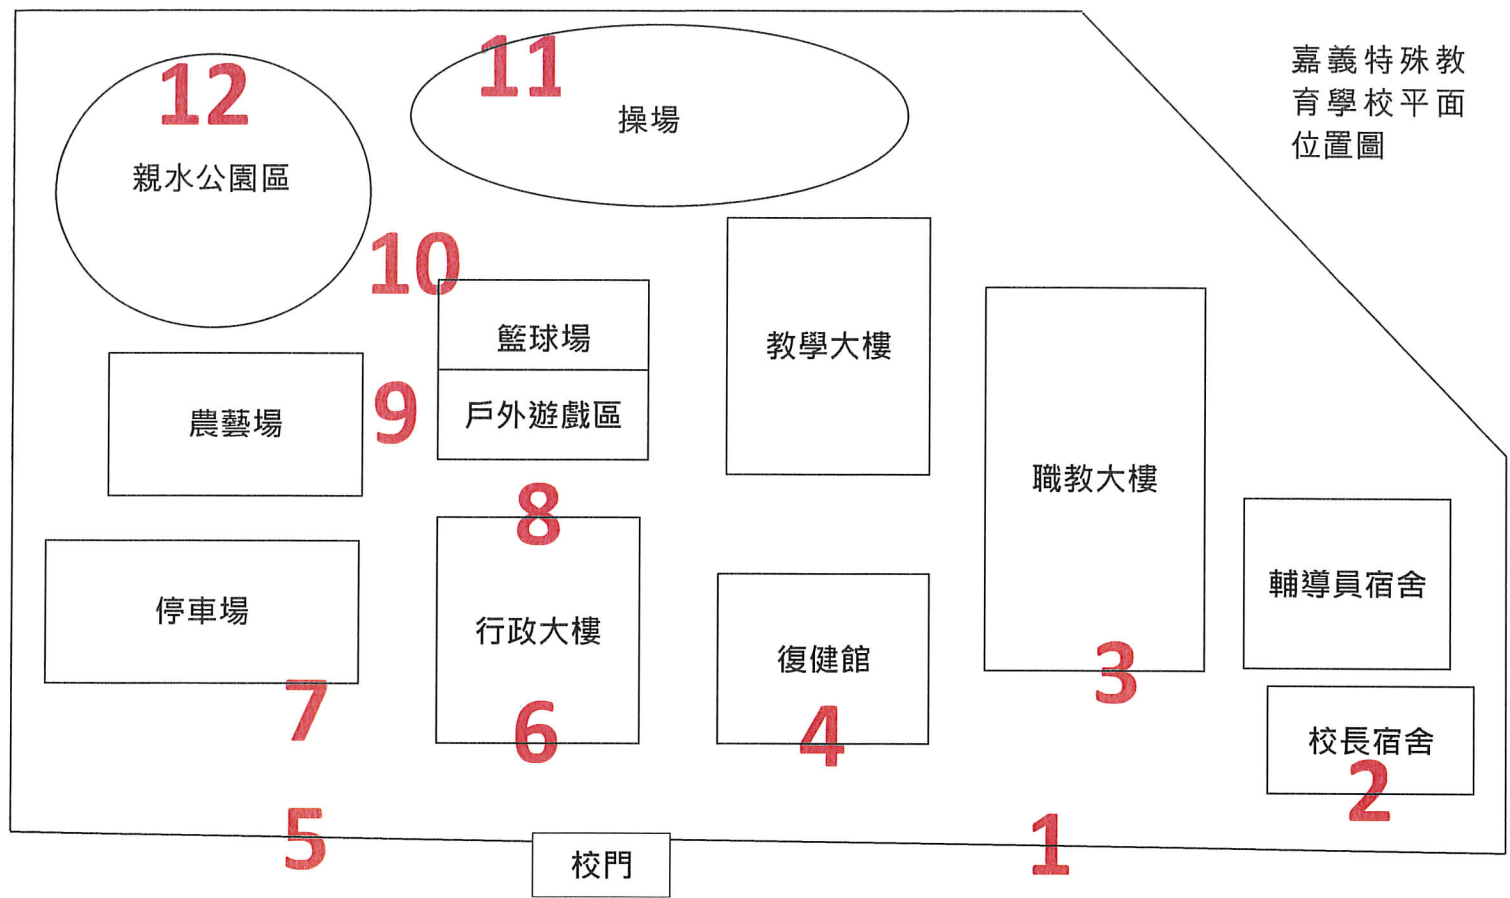 嘉義特殊教
育學校平面
位置圖
11
12
操場
親水公園區
10
籃球場
教學大樓
9
農藝場
戶外遊戲區
職教大樓
8
輔導員宿舍
停車場
行政大樓
復健館
3
7
6
4
校長宿舍
2
5
1
校門